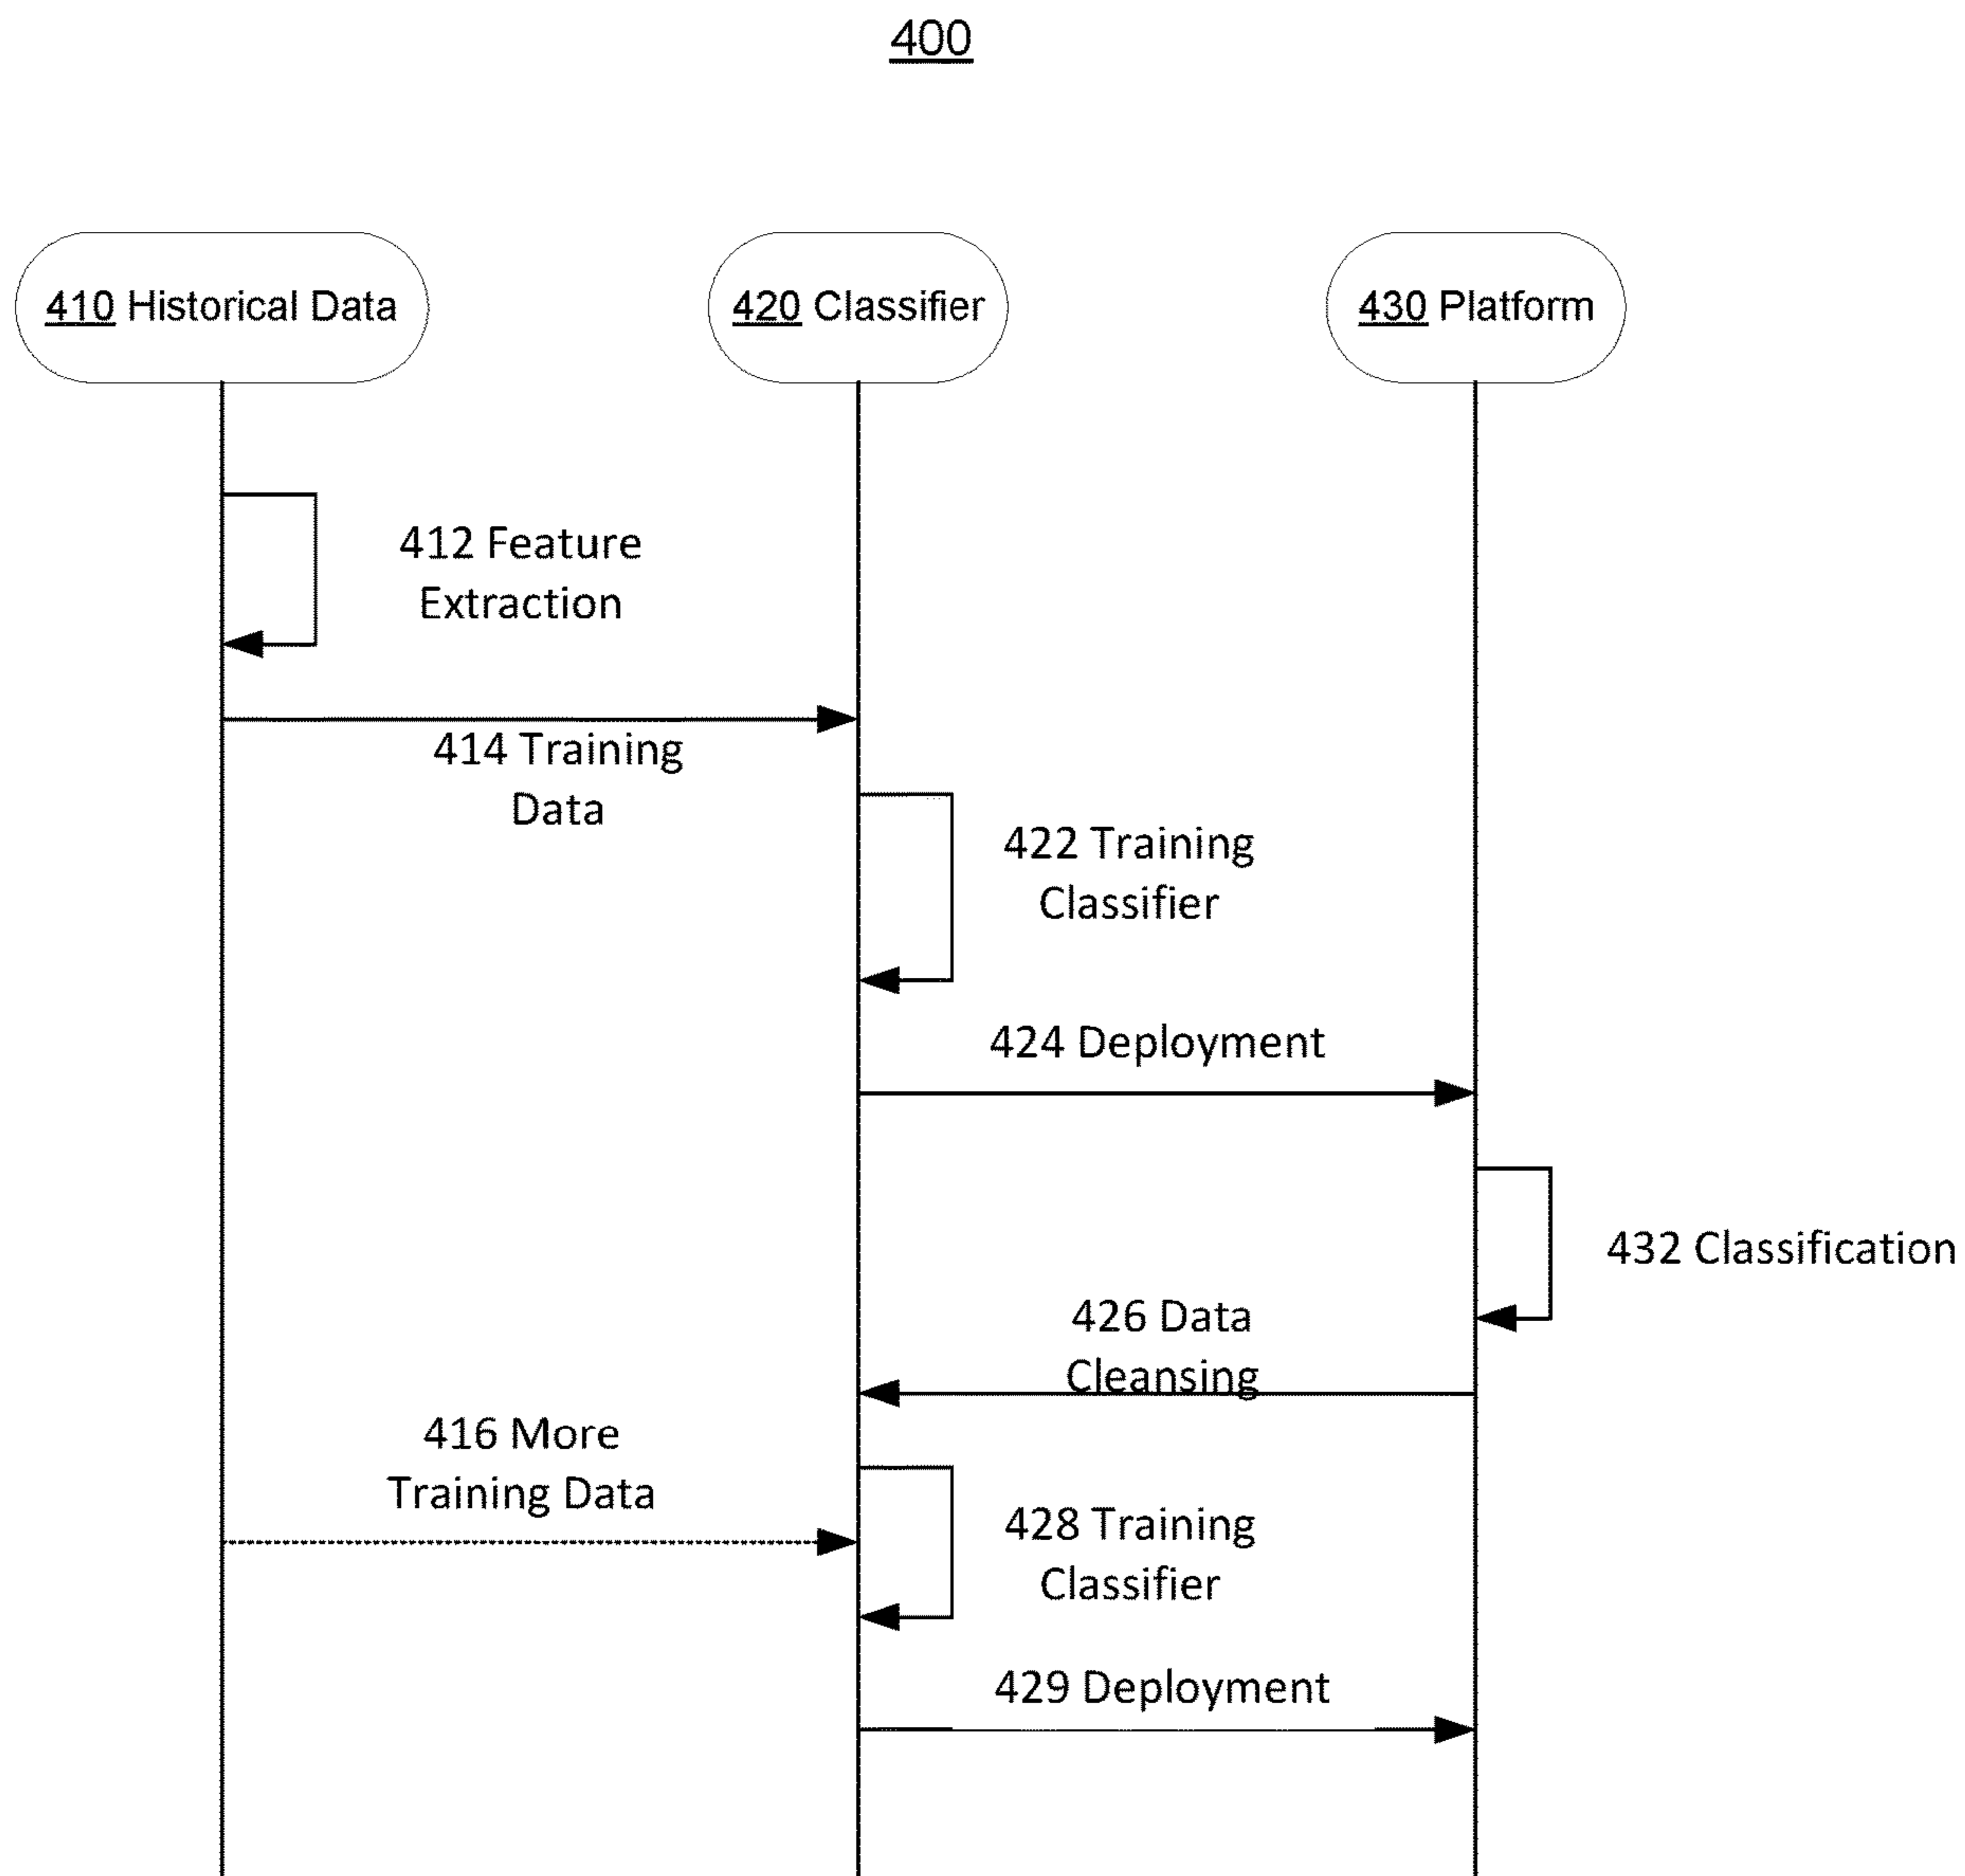 400
410 Historical Data
420 Classifier
430 Platform
412 Feature
Extraction
414 Training
Data
422 Training
Classifier
424 Deployment
432 Classification
426 Data
Cleansing
416 More
Training Data
428 Training
Classifier
429 Deployment